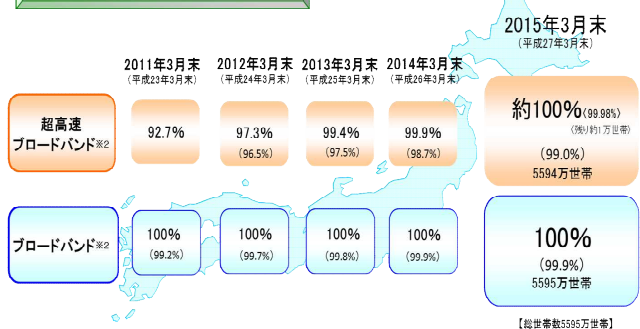 2015年3月末
(平成27年3月末)
2011年3月末
(平成23年3月末)
2012年3月末
(平成24年3月末)
2013年3月末
(平成25年3月末)
2014年3月末
(平成26年3月末)
超高速
ブロードバンド※2
92.7%
97.3%
(96.5%)
99.4%
(97.5%)
99.9%
(98.7%)
約100%(99.98%)
(残り約1万世帯)
(99.0%)
5594万世帯
ブロードバンド※2
100%
(99.2%)
100%
(99.7%)
100%
(99.8%)
100%
(99.9%)
100%
(99.9%)
5595万世帯
【総世帯数5595万世帯】